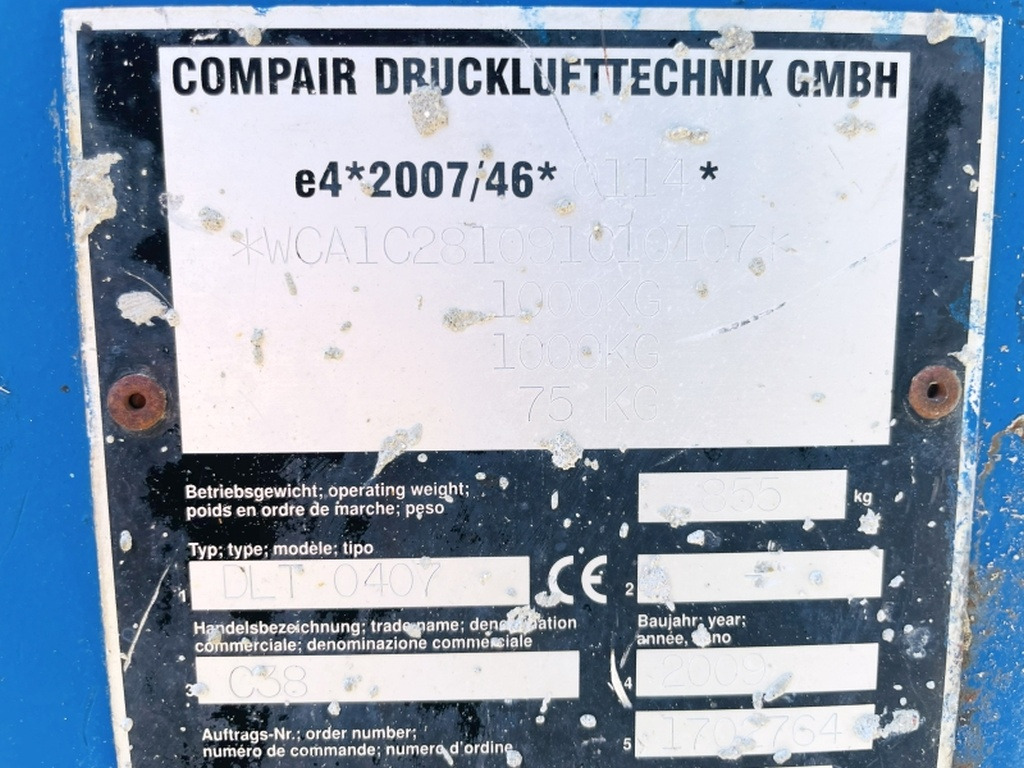 COMPAIR DRUCKLUFTTECHNIK GMBH
e4*2007/46* 0114 *
*WCA1C281091010107*
1000KG
1000KG
75 KG
Betriebsgewicht; operating weight;
poids en ordre de marche; peso
855 kg
Typ; type; modèle; tipo
1 DLT 0407 CE 2 -
Handelsbezeichnung; trade name; denomination
commerciale; denominazione commerciale
Baujahr; year;
année, anno
3 C38 4 2009
Auftrags-Nr.; order number;
numéro de commande; numero d'ordine
5